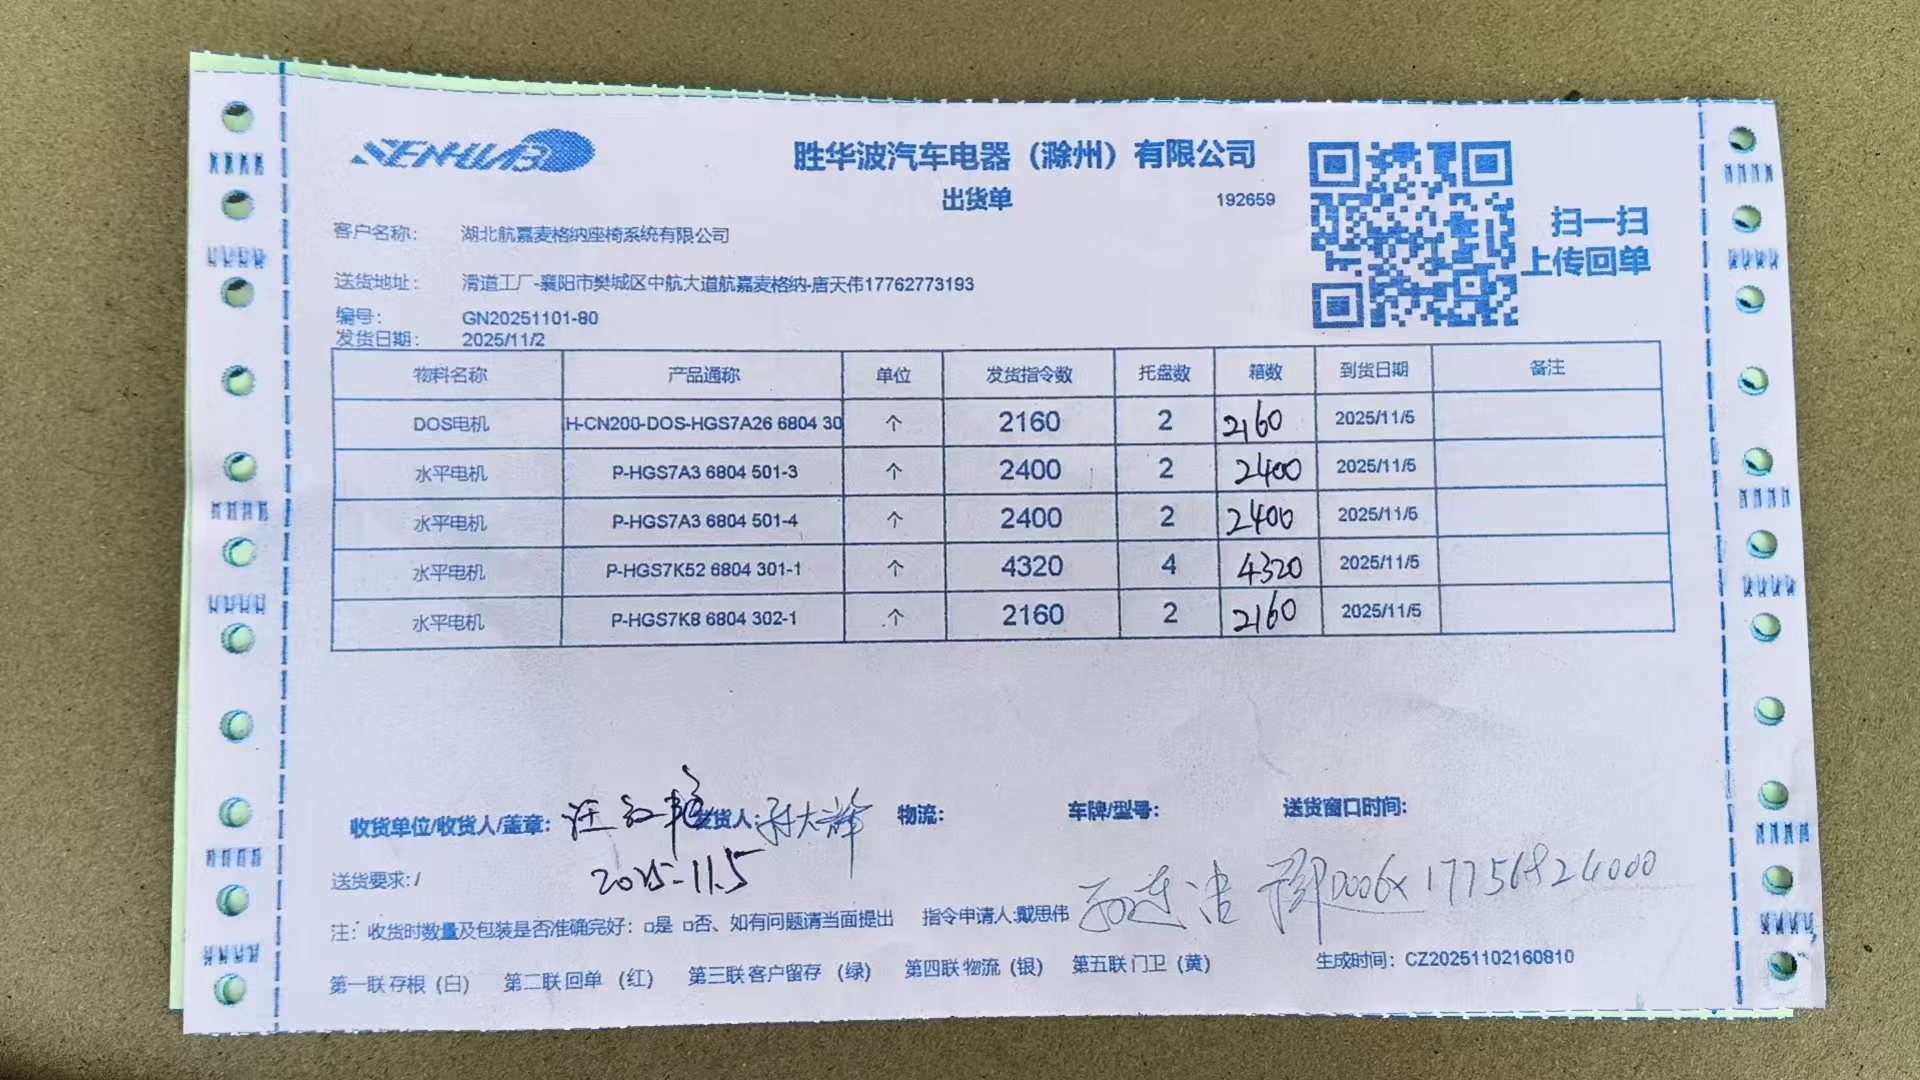 SENHUAB
胜华波汽车电器（滁州）有限公司
出货单
192659
扫一扫
上传回单
客户名称： 湖北航嘉麦格纳座椅系统有限公司
送货地址： 滑道工厂-襄阳市樊城区中航大道航嘉麦格纳-唐天伟17762773193
编号： GN20251101-80
发货日期： 2025/11/2
物料名称 产品通称 单位 发货指令数 托盘数 箱数 到货日期 备注
DOS电机 H-CN200-DOS-HGS7A26 6804 30 个 2160 2 2160 2025/11/5
水平电机 P-HGS7A3 6804 501-3 个 2400 2 2400 2025/11/5
水平电机 P-HGS7A3 6804 501-4 个 2400 2 2400 2025/11/5
水平电机 P-HGS7K52 6804 301-1 个 4320 4 4320 2025/11/5
水平电机 P-HGS7K8 6804 302-1 个 2160 2 2160 2025/11/5
收货单位/收货人/盖章： 汪红艳 发货人： 物流： 车牌/型号： 送货窗口时间：
2025.11.5
送货要求： /
注：收货时数量及包装是否准确完好：□是 □否、如有问题请当面提出 指令申请人:戴思伟
第一联 存根（白） 第二联 回单 （红） 第三联 客户留存 （绿） 第四联 物流（银） 第五联 门卫（黄） 生成时间： CZ20251102160810